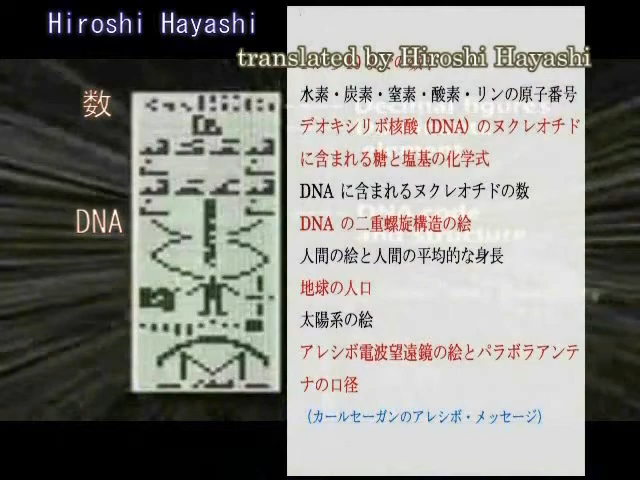 Hiroshi Hayashi
translated by Hiroshi Hayashi
水素・炭素・窒素・酸素・リンの原子番号
数
デオキシリボ核酸 (DNA) のヌクレオチド
に含まれる糖と塩基の化学式
DNA に含まれるヌクレオチドの数
DNA
DNA の二重螺旋構造の絵
人間の絵と人間の平均的な身長
地球の人口
太陽系の絵
アレシボ電波望遠鏡の絵とパラボラアンテ
ナの口径
(カールセーガンのアレシボ・メッセージ)